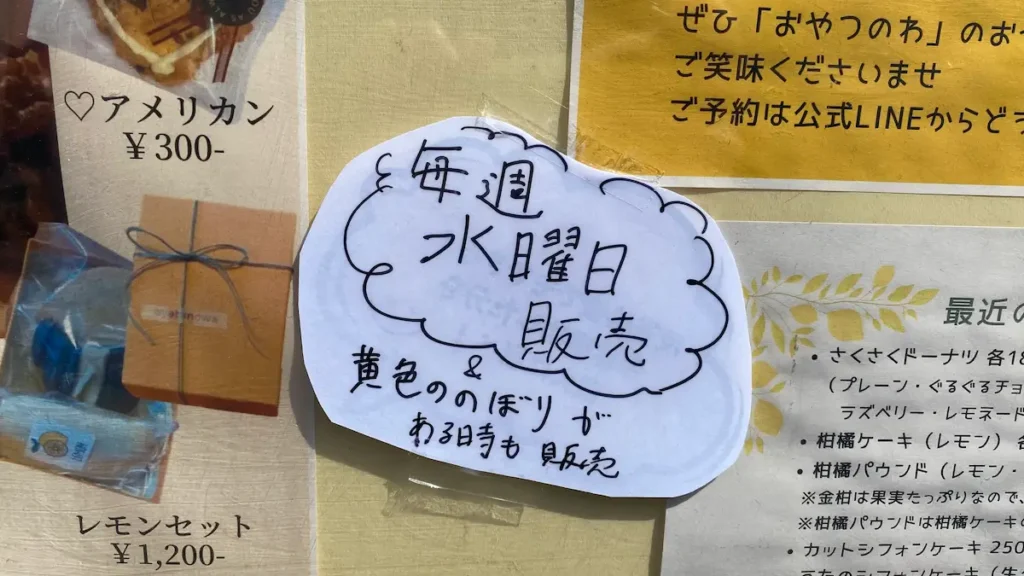 ♡アメリカン
¥300-
レモンセット
¥1,200-
毎週
水曜日
販売
&
黄色ののぼりが
ある日時も販売
ぜひ「おやつのわ」のお
ご笑味くださいませ
ご予約は公式LINEからど
最近の
・さくさくドーナツ 各18
(プレーン・ぐるぐるチョ
ラズベリー・レモネード
・柑橘ケーキ(レモン)
・柑橘パウンド(レモン・
※金柑は果実たっぷりなので、
※柑橘パウンドは柑橘ケーキの
・カットシフォンケーキ 250